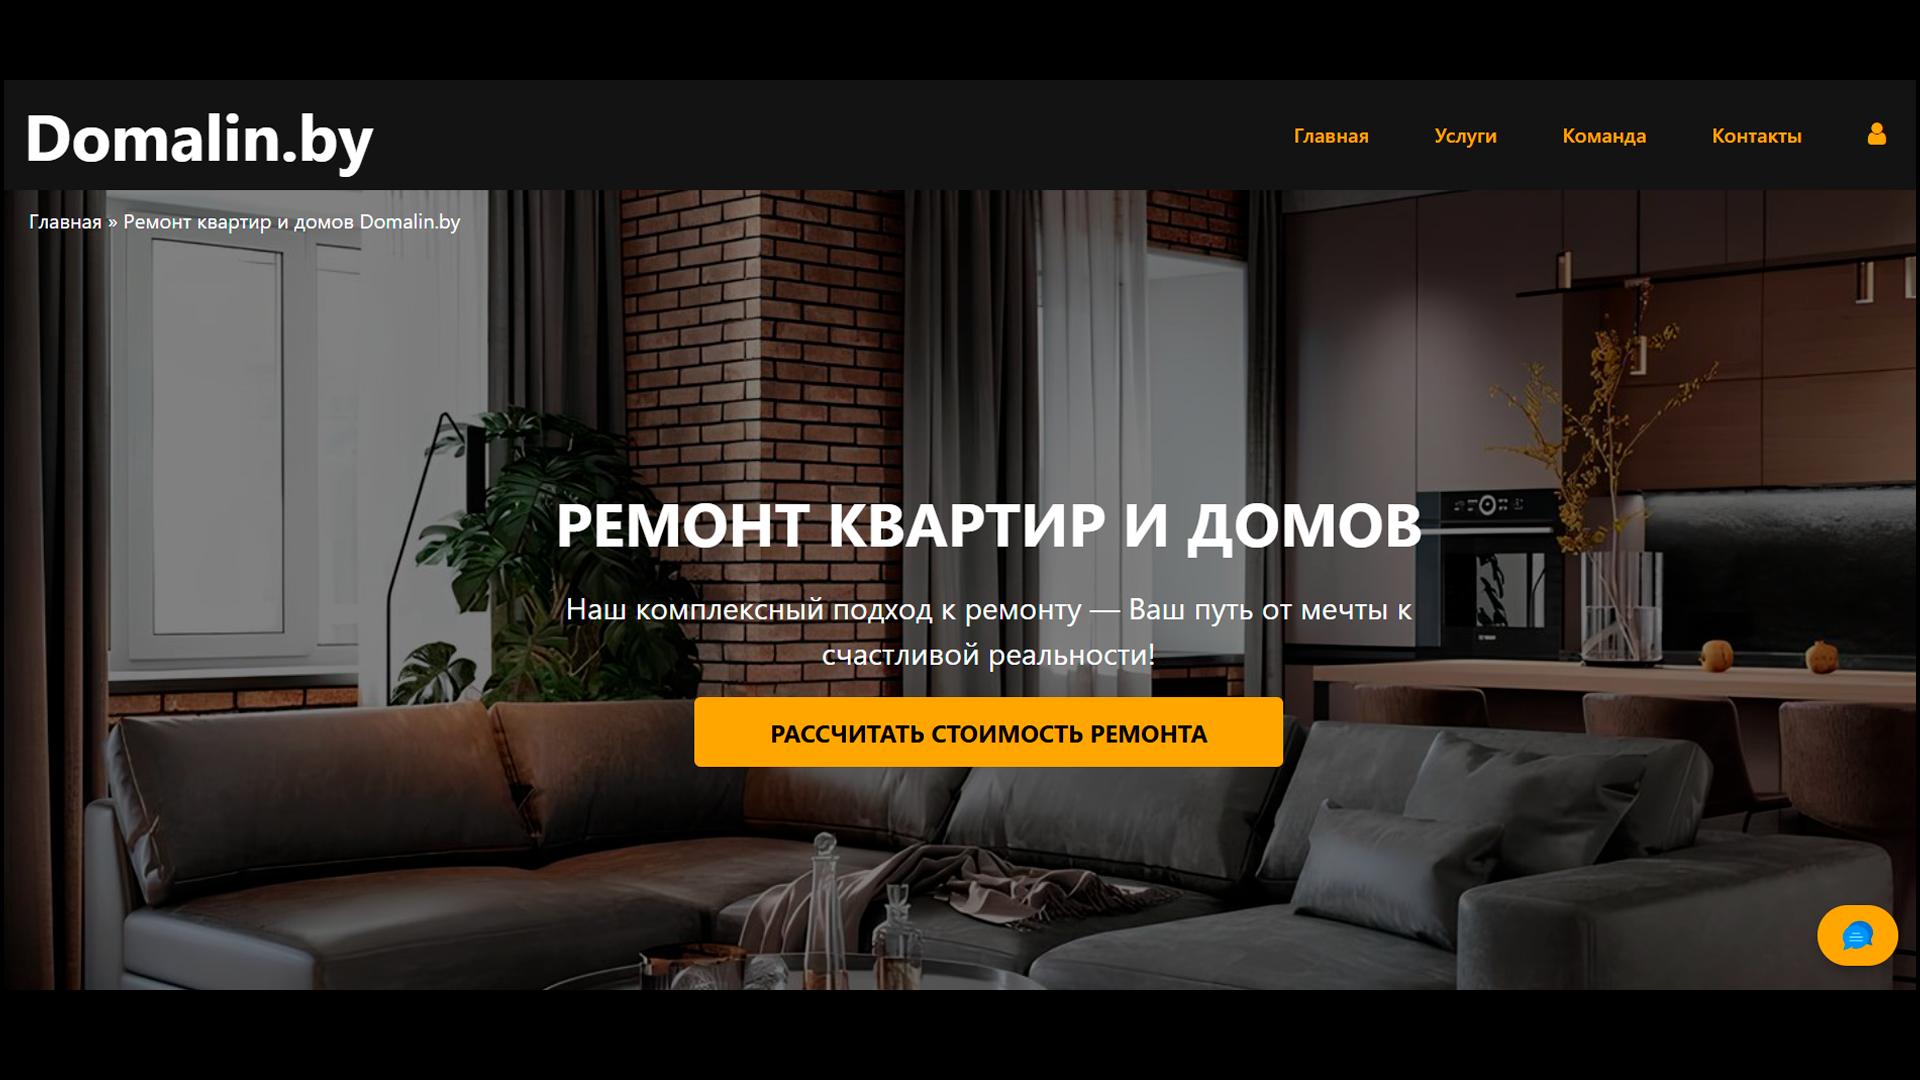 Domalin.by
Главная
Услуги
Команда
Контакты
Главная » Ремонт квартир и домов Domalin.by
РЕМОНТ КВАРТИР И ДОМОВ
Наш комплексный подход к ремонту — Ваш путь от мечты к
счастливой реальности!
РАССЧИТАТЬ СТОИМОСТЬ РЕМОНТА